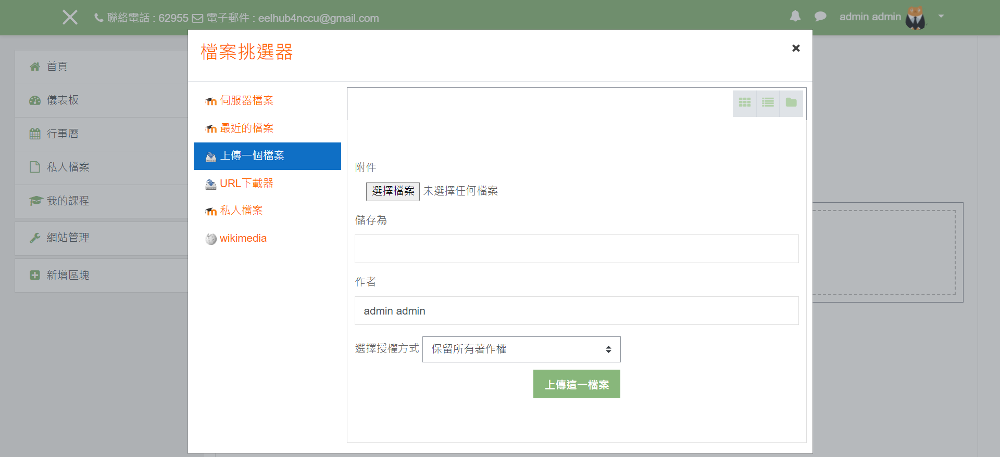 聯絡電話 : 62955 電子郵件 : eelhub4nccu@gmail.com
admin admin
首頁
儀表板
行事曆
私人檔案
我的課程
網站管理
新增區塊
檔案挑選器
伺服器檔案
最近的檔案
上傳一個檔案
URL下載器
私人檔案
wikimedia
附件
選擇檔案 未選擇任何檔案
儲存為
作者
admin admin
選擇授權方式 保留所有著作權
上傳這一檔案